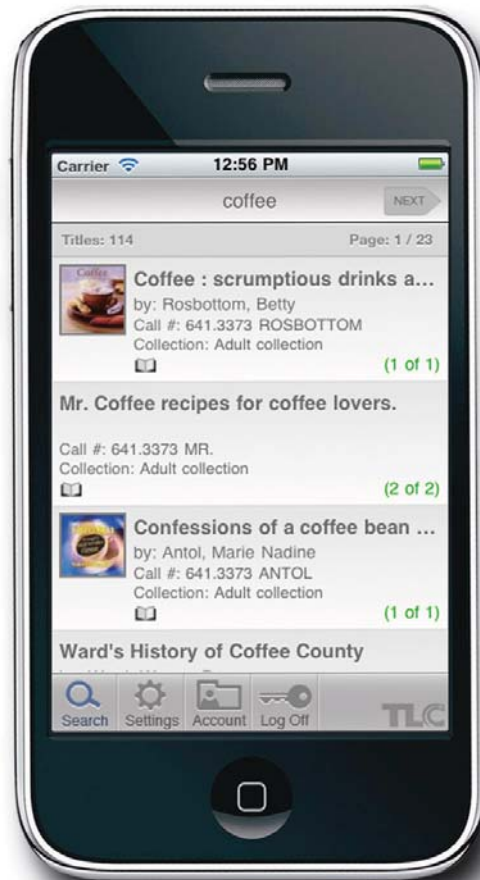 Carrier 12:56 PM
coffee NEXT
Titles: 114 Page: 1 / 23
Coffee
Coffee : scrumptious drinks a...
by: Rosbottom, Betty
Call #: 641.3373 ROSBOTTOM
Collection: Adult collection
(1 of 1)
Mr. Coffee recipes for coffee lovers.
Call #: 641.3373 MR.
Collection: Adult collection
(2 of 2)
Confessions of a coffee bean ...
by: Antol, Marie Nadine
Call #: 641.3373 ANTOL
Collection: Adult collection
(1 of 1)
Ward's History of Coffee County
Search Settings Account Log Off TLC